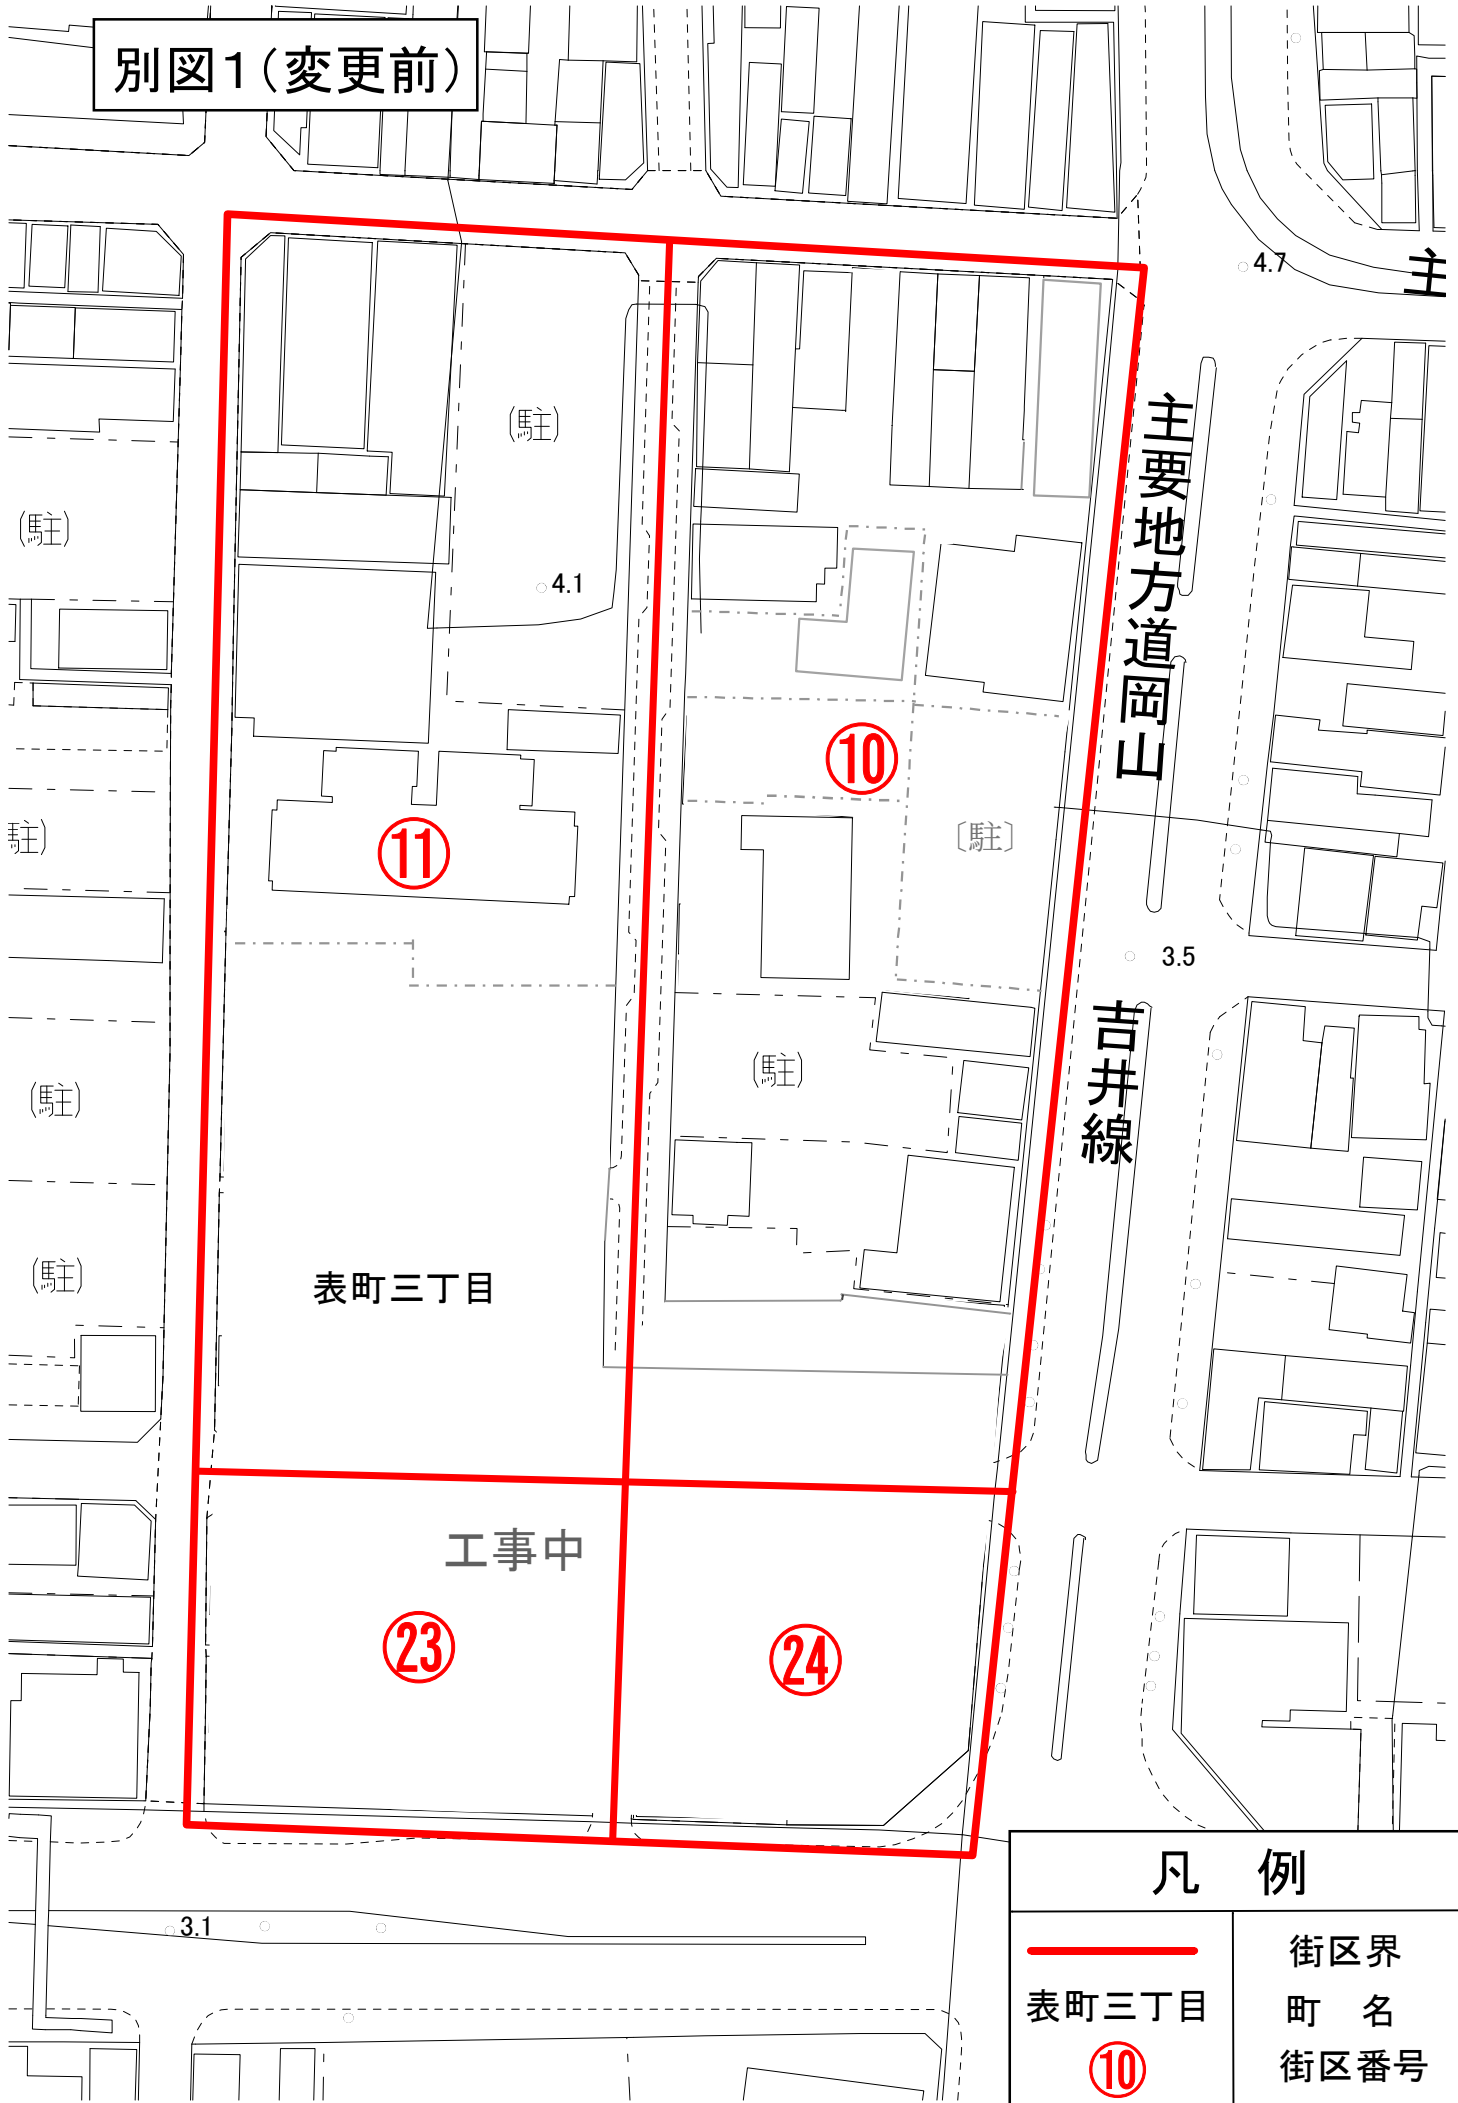 別図1(変更前)
主
4.7
主要地方道岡山
(駐)
(駐)
4.1
⑩
(駐)
⑪
〔駐〕
3.5
吉井線
(駐)
(駐)
(駐)
表町三丁目
工事中
㉓
㉔
3.1
凡 例
街区界
表町三丁目
町 名
⑩
街区番号